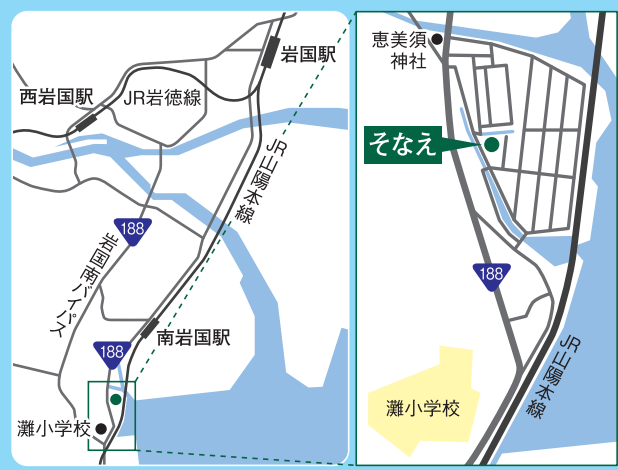 岩国駅
西岩国駅
JR岩徳線
JR山陽本線
188
岩国南バイパス
南岩国駅
188
灘小学校
恵美須
神社
そなえ
188
JR山陽本線
灘小学校